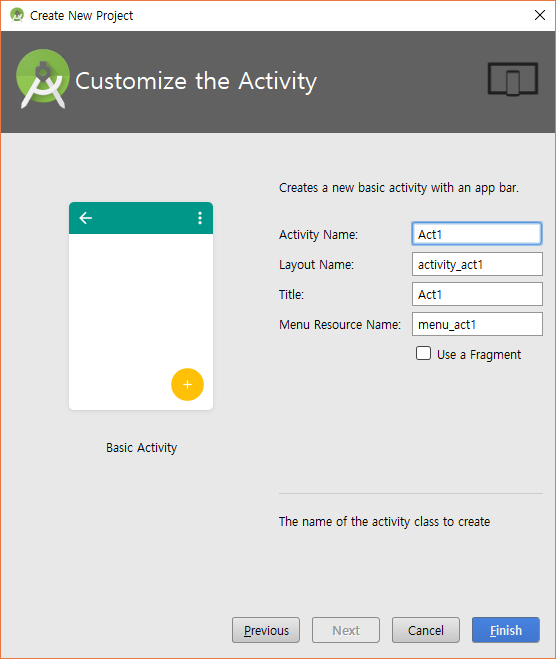 Create New Project
Customize the Activity
Creates a new basic activity with an app bar.
Activity Name: Act1
Layout Name: activity_act1
Title: Act1
Menu Resource Name: menu_act1
Use a Fragment
Basic Activity
The name of the activity class to create
Previous Next Cancel Finish